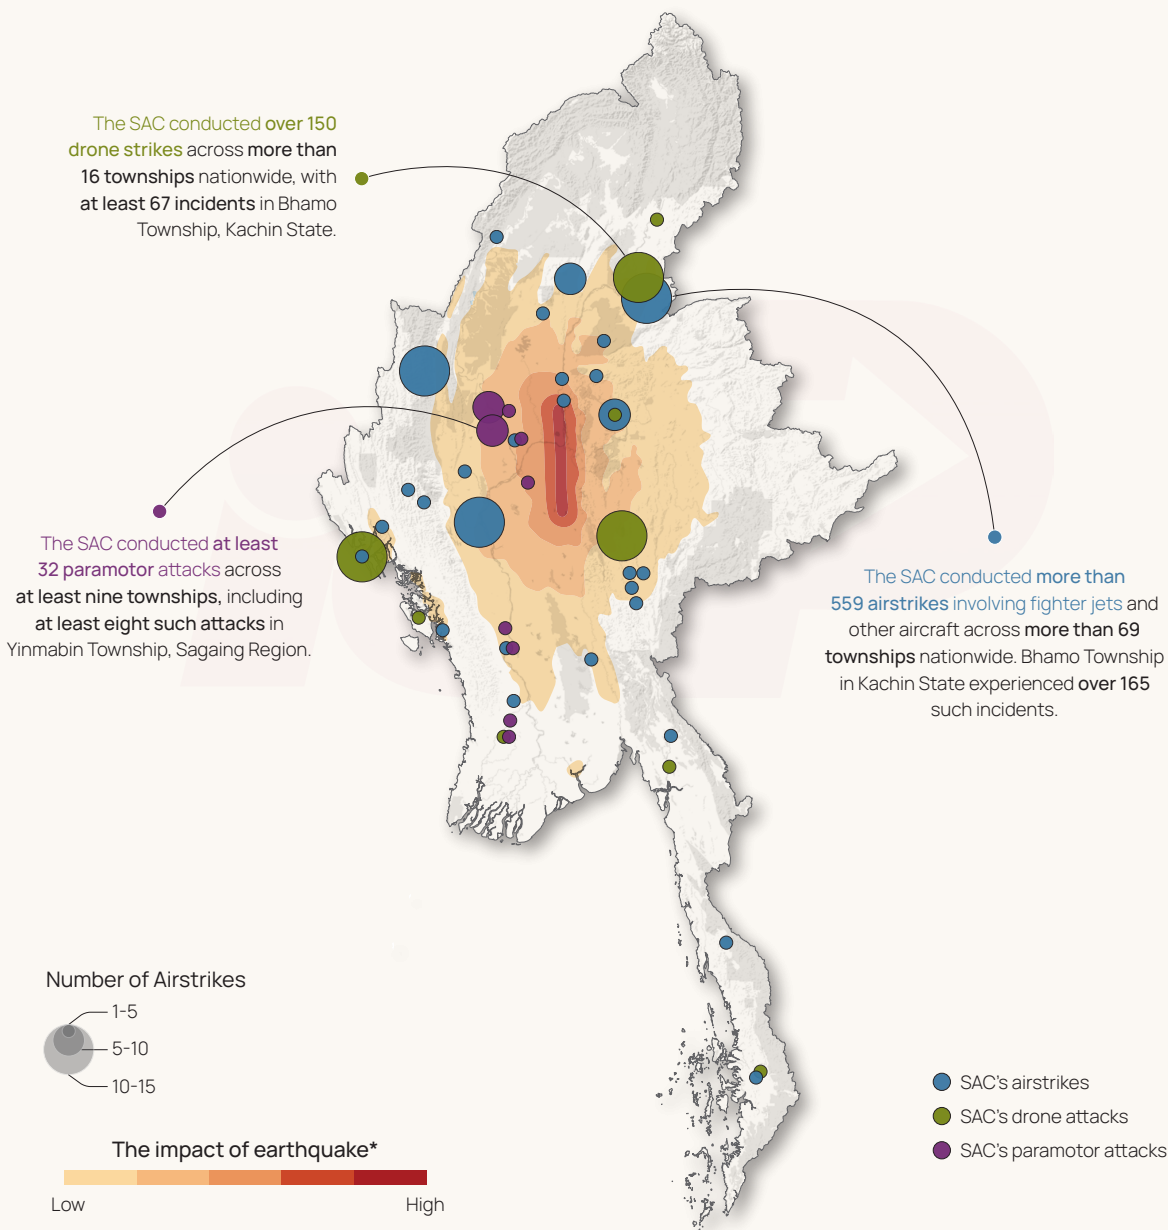 The SAC conducted over 150
drone strikes across more than
16 townships nationwide, with
at least 67 incidents in Bhamo
Township, Kachin State.
The SAC conducted at least
32 paramotor attacks across
at least nine townships, including
at least eight such attacks in
Yinmabin Township, Sagaing Region.
The SAC conducted more than
559 airstrikes involving fighter jets and
other aircraft across more than 69
townships nationwide. Bhamo Township
in Kachin State experienced over 165
such incidents.
Number of Airstrikes
1-5
5-10
10-15
The impact of earthquake*
Low
High
SAC's airstrikes
SAC's drone attacks
SAC's paramotor attacks